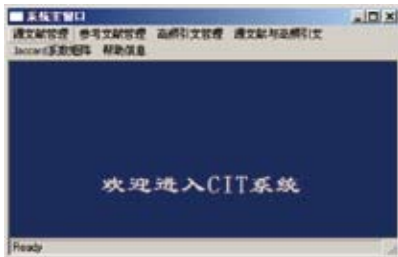 系统主窗口
源文献管理 参考文献管理 高频引文管理 源文献与高频引文
Jaccard系数矩阵 帮助信息
欢迎进入CIT系统
Ready